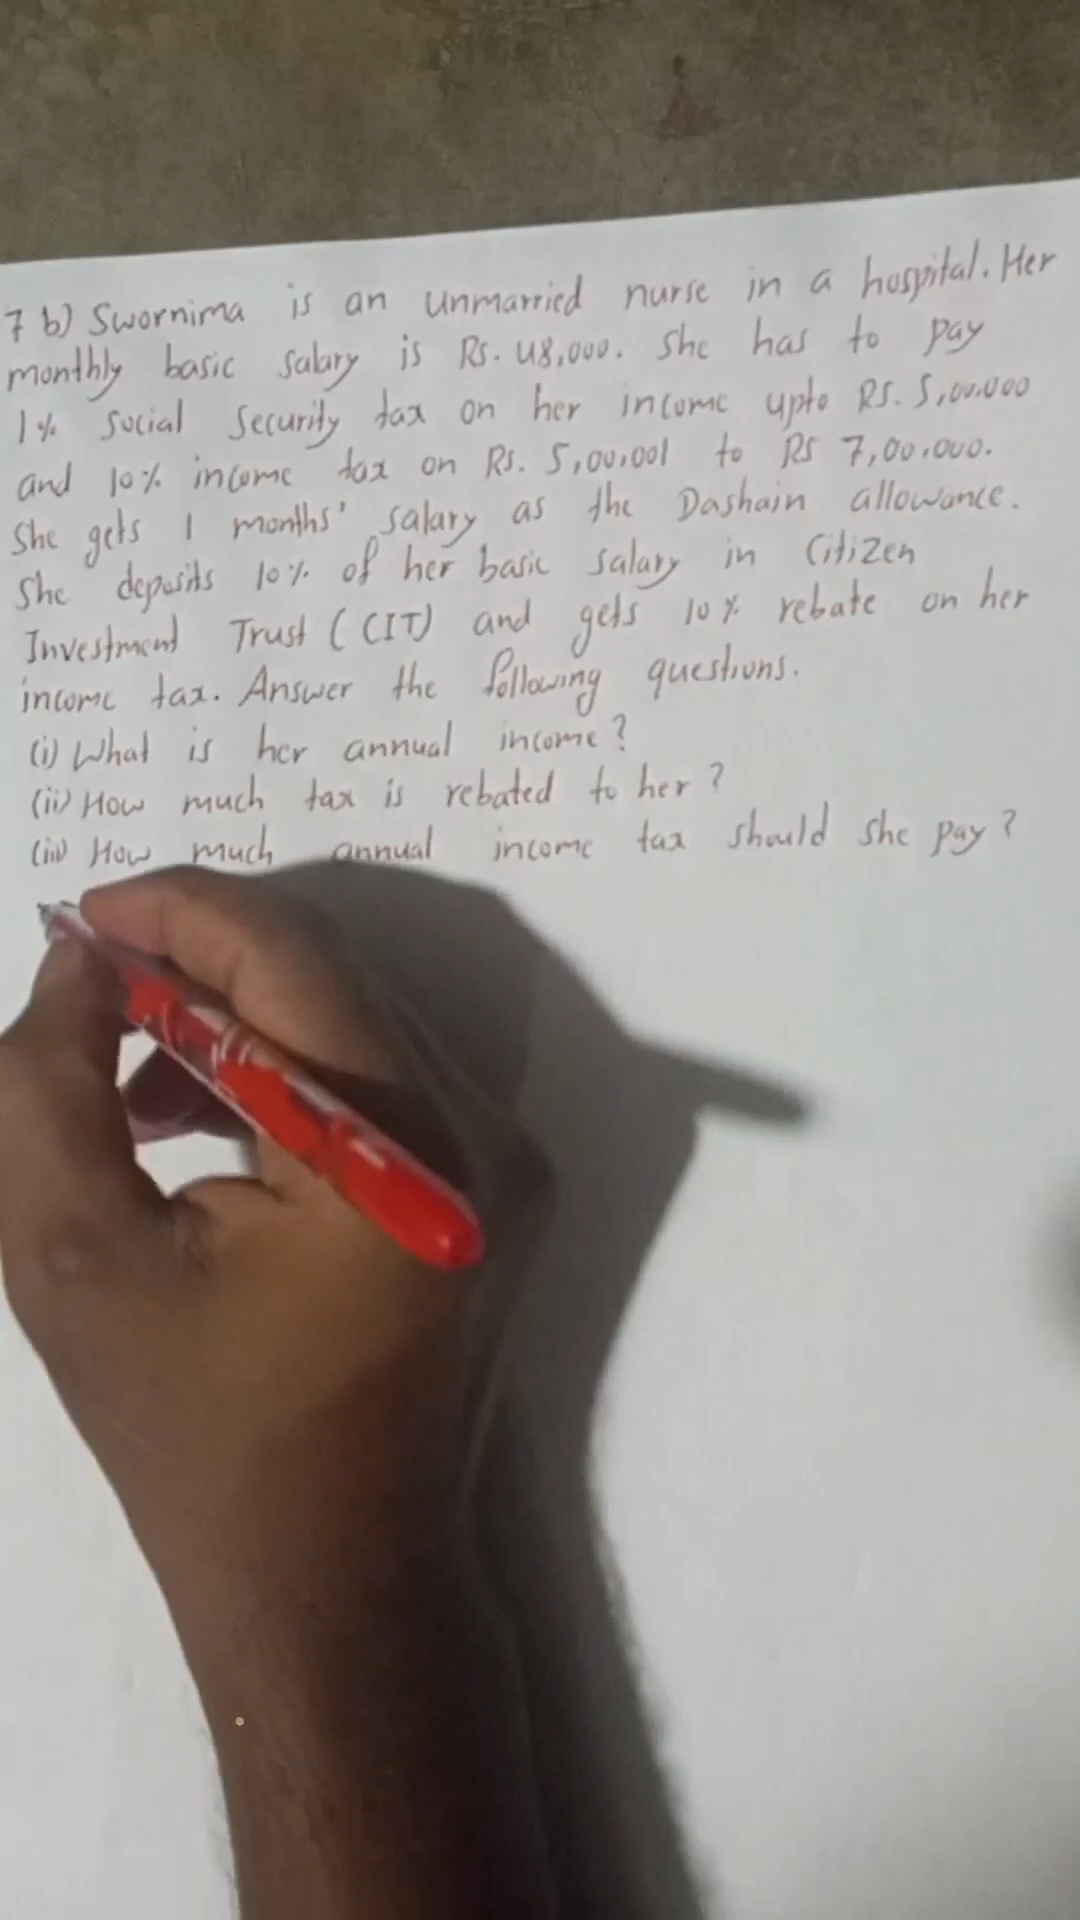 7 b) Swornima is an unmarried nurse in a hospital. Her
monthly basic salary is Rs. 48,000. She has to pay
1% Social Security tax on her income upto Rs. 5,00,000
and 10% income tax on Rs. 5,00,001 to Rs 7,00,000.
She gets 1 months' salary as the Dashain allowance.
She deposits 10% of her basic salary in Citizen
Investment Trust (CIT) and gets 10% rebate on her
income tax. Answer the following questions.
(i) What is her annual income?
(ii) How much tax is rebated to her?
(iii) How much annual income tax should she pay?